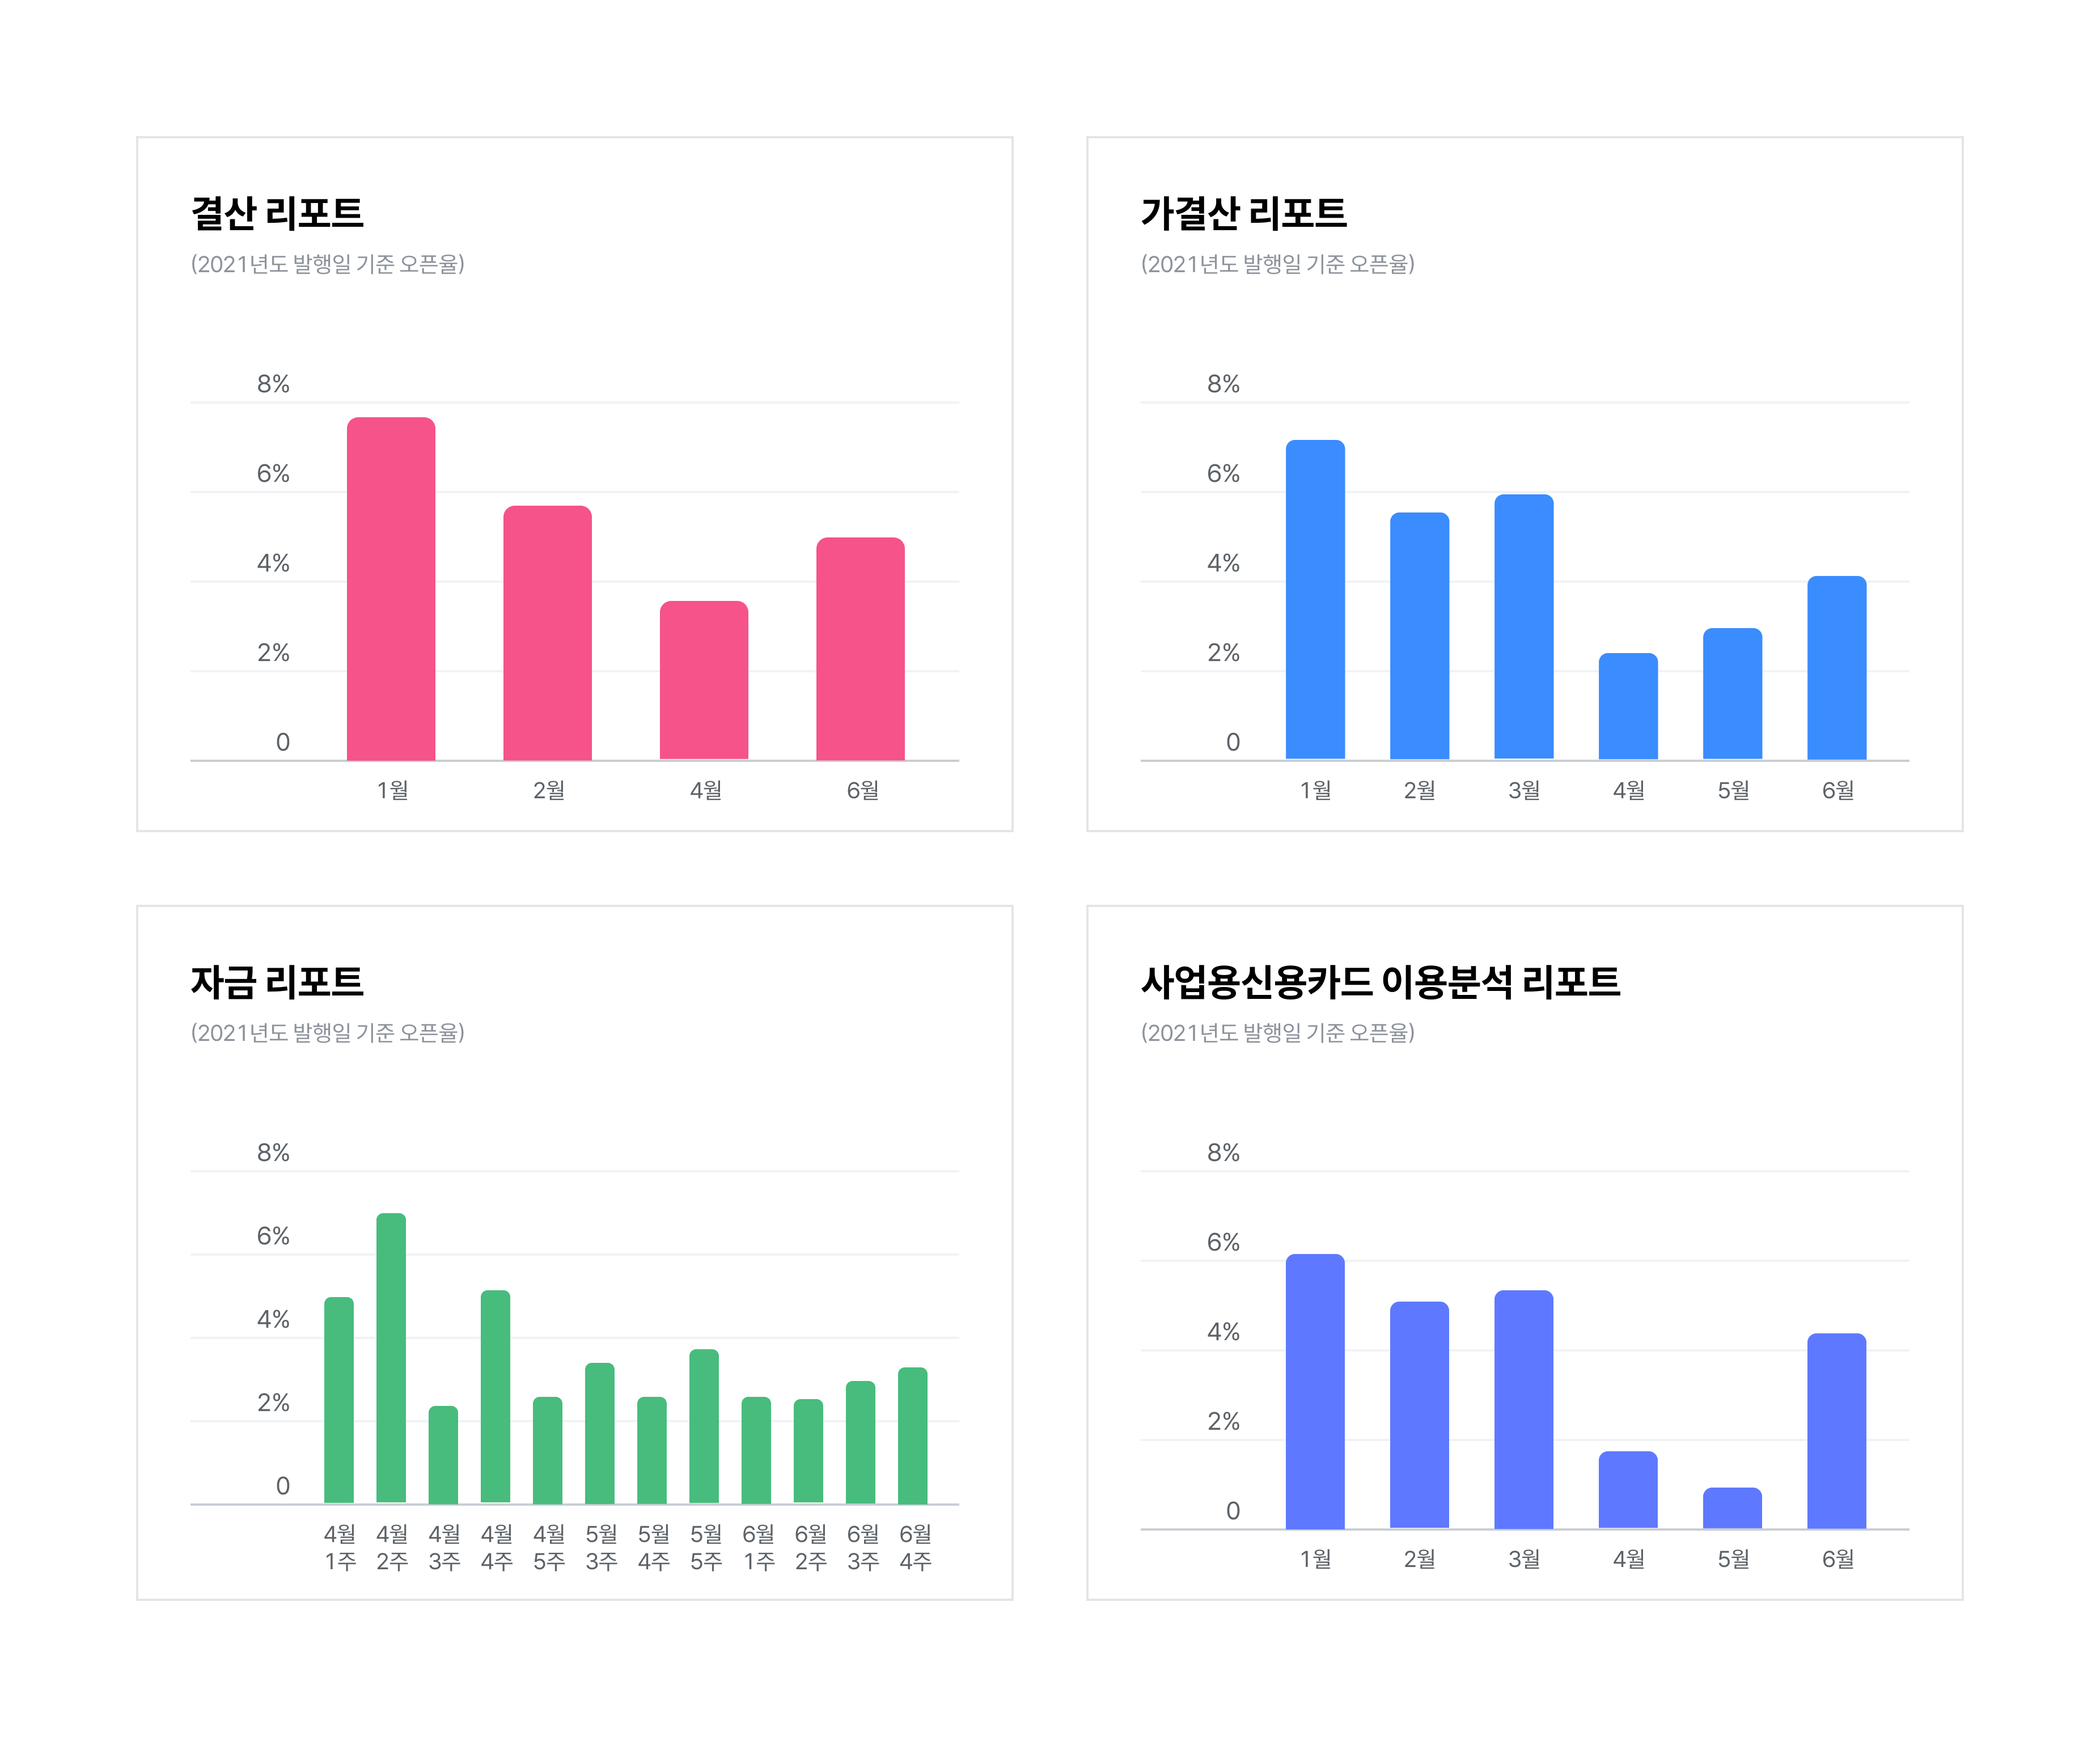 결산 리포트
(2021년도 발행일 기준 오픈율)
8%
6%
4%
2%
0
1월 2월 4월 6월
가결산 리포트
(2021년도 발행일 기준 오픈율)
8%
6%
4%
2%
0
1월 2월 3월 4월 5월 6월
자금 리포트
(2021년도 발행일 기준 오픈율)
8%
6%
4%
2%
0
4월 4월 4월 4월 4월 5월 5월 5월 6월 6월 6월 6월
1주 2주 3주 4주 5주 3주 4주 5주 1주 2주 3주 4주
사업용신용카드 이용분석 리포트
(2021년도 발행일 기준 오픈율)
8%
6%
4%
2%
0
1월 2월 3월 4월 5월 6월